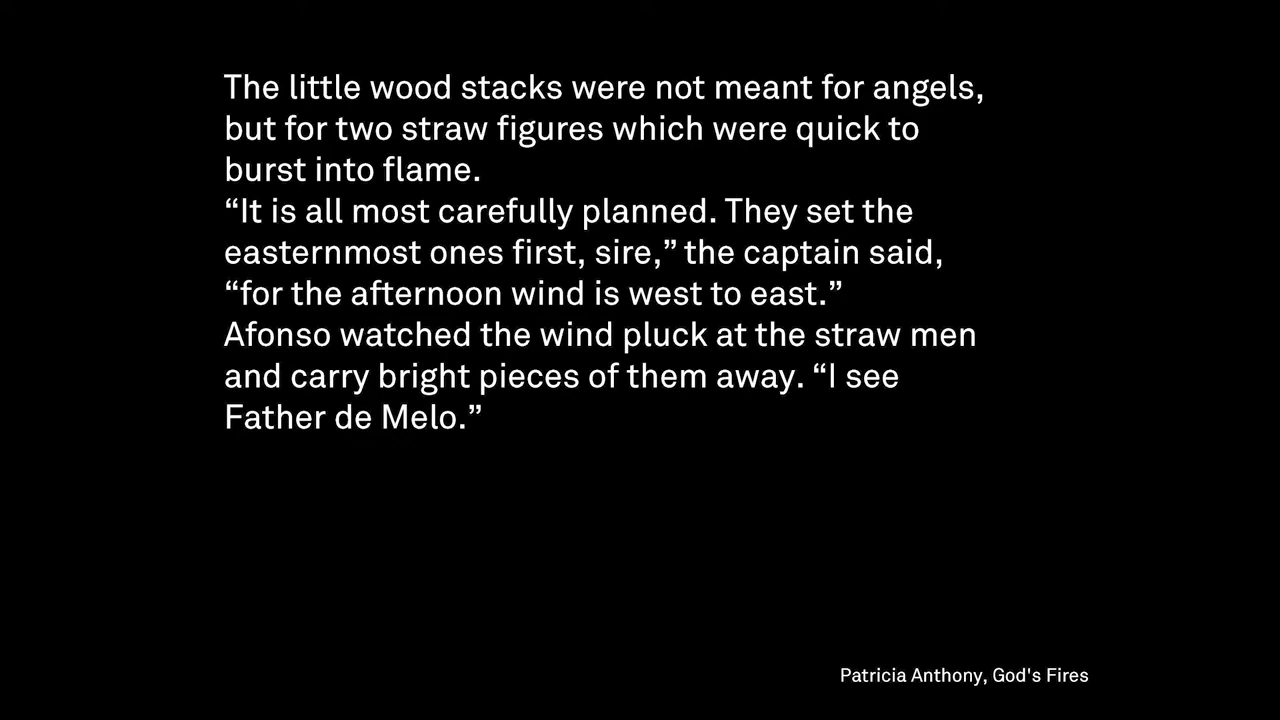 The little wood stacks were not meant for angels,
but for two straw figures which were quick to
burst into flame.
“It is all most carefully planned. They set the
easternmost ones first, sire,” the captain said,
“for the afternoon wind is west to east.”
Afonso watched the wind pluck at the straw men
and carry bright pieces of them away. “I see
Father de Melo.”
Patricia Anthony, God's Fires